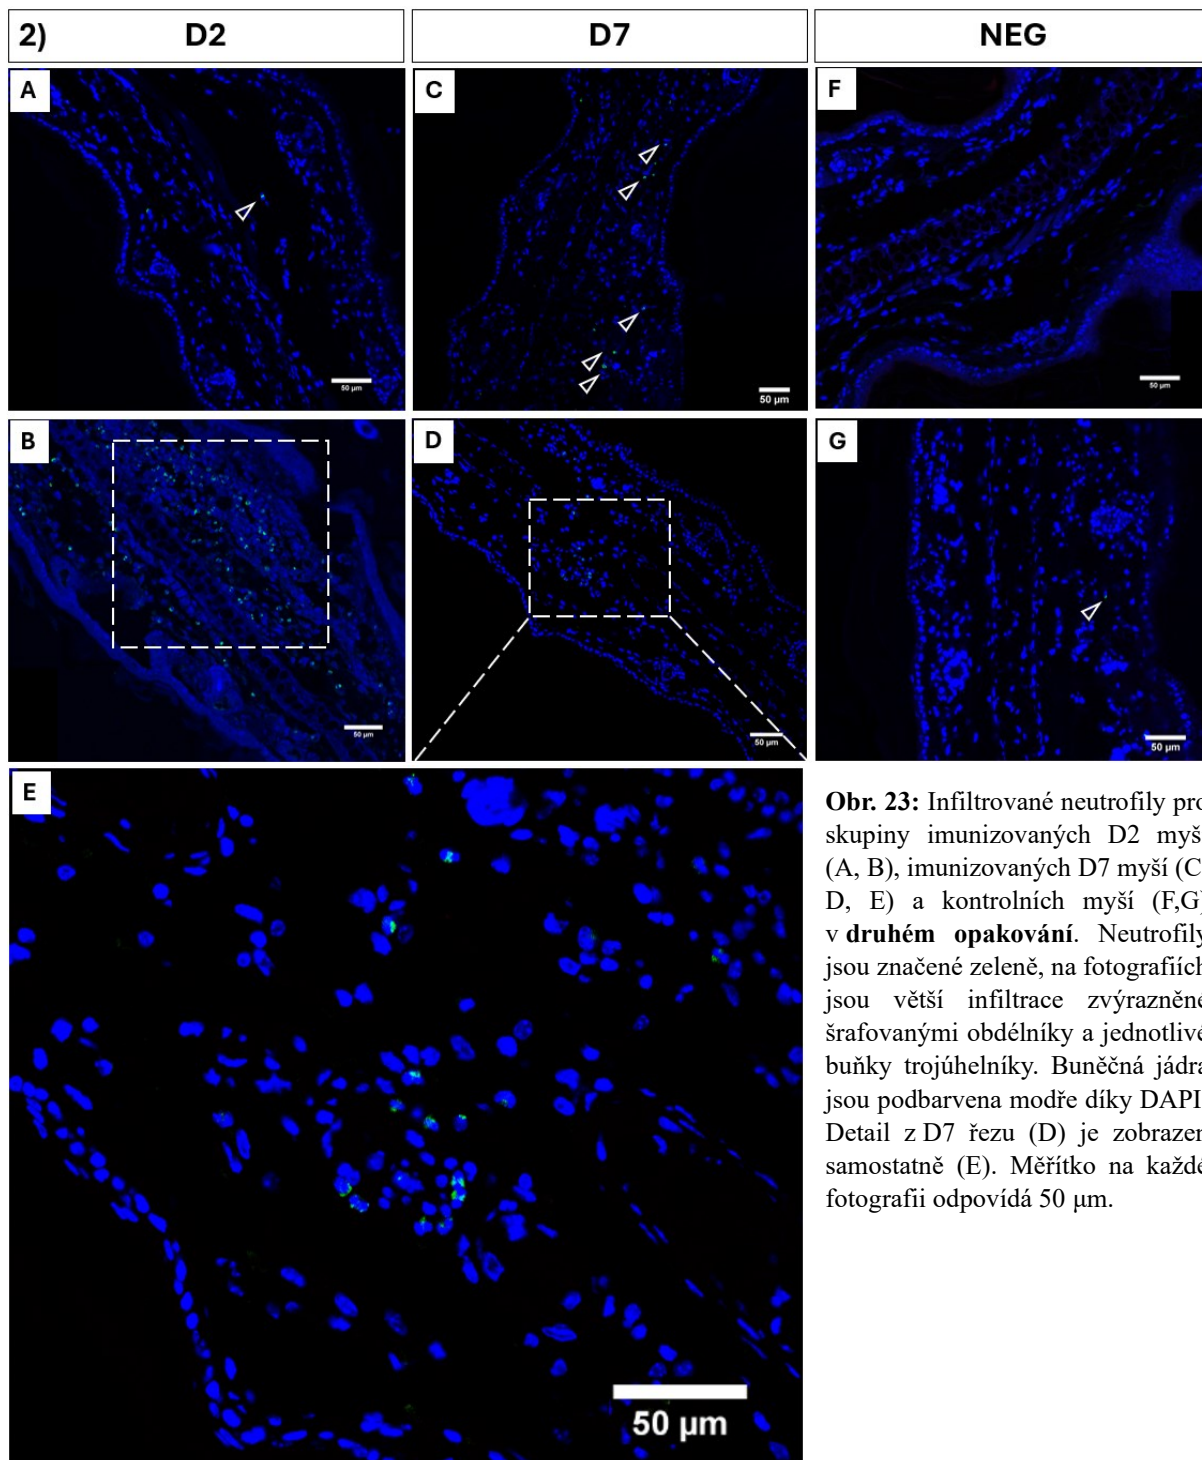 2) D2 D7 NEG
A C F
50 µm 50 µm 50 µm
B D G
50 µm 50 µm 50 µm
E
50 µm
Obr. 23: Infiltrované neutrofily pro
skupiny imunizovaných D2 myš
(A, B), imunizovaných D7 myší (C
D, E) a kontrolních myší (F,G)
v druhém opakování. Neutrofily
jsou značené zeleně, na fotografiích
jsou větší infiltrace zvýrazněné
šrafovanými obdélníky a jednotlivé
buňky trojúhelníky. Buněčná jádra
jsou podbarvena modře díky DAPI
Detail z D7 řezu (D) je zobrazen
samostatně (E). Měřítko na každé
fotografii odpovídá 50 µm.